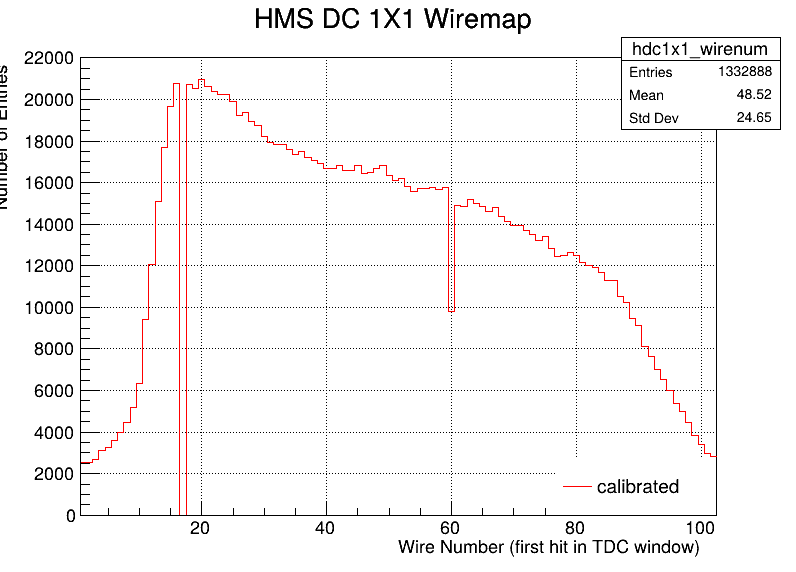 HMS DC 1X1 Wiremap
hdc1x1_wirenum
Entries 1332888
Mean 48.52
Std Dev 24.65
Number of Entries
22000
20000
18000
16000
14000
12000
10000
8000
6000
4000
2000
0
calibrated
20 40 60 80 100
Wire Number (first hit in TDC window)